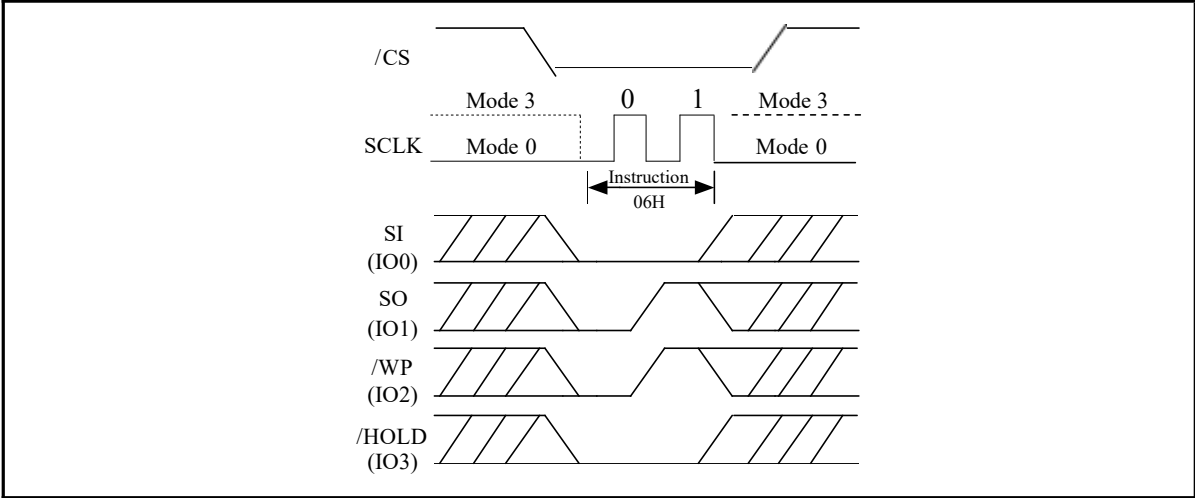 /CS
Mode 3 0 1 Mode 3
SCLK Mode 0 Mode 0
Instruction
06H
SI
(IO0)
SO
(IO1)
/WP
(IO2)
/HOLD
(IO3)